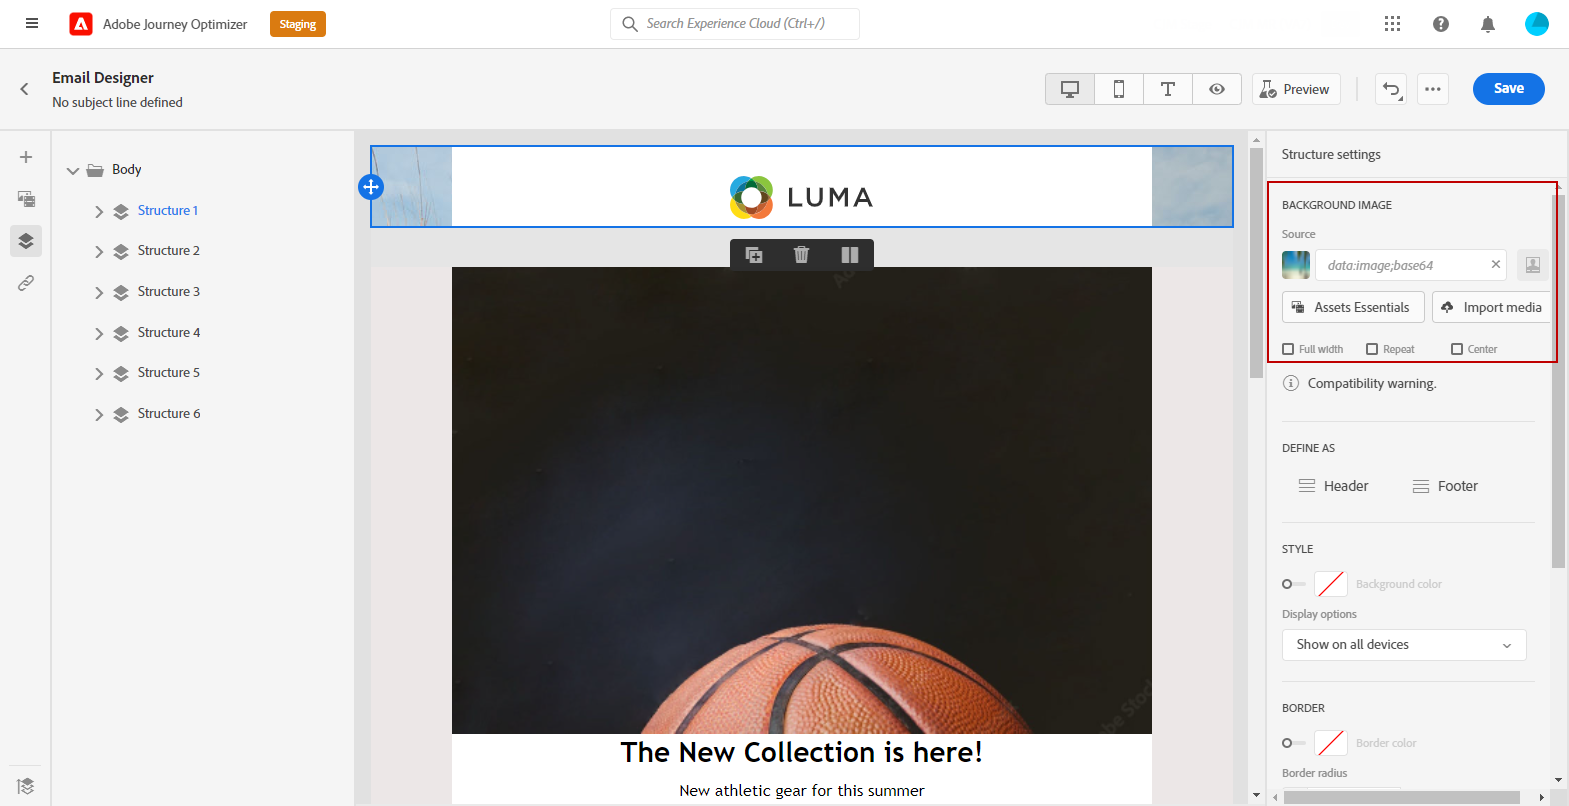 Adobe Journey Optimizer
Staging
Search Experience Cloud (Ctrl+/)
Email Designer
No subject line defined
Preview
Save
Body
Structure 1
Structure 2
Structure 3
Structure 4
Structure 5
Structure 6
LUMA
The New Collection is here!
New athletic gear for this summer
Structure settings
BACKGROUND IMAGE
Source
data:image;base64
Assets Essentials
Import media
Full width
Repeat
Center
Compatibility warning.
DEFINE AS
Header
Footer
STYLE
Background color
Display options
Show on all devices
BORDER
Border color
Border radius